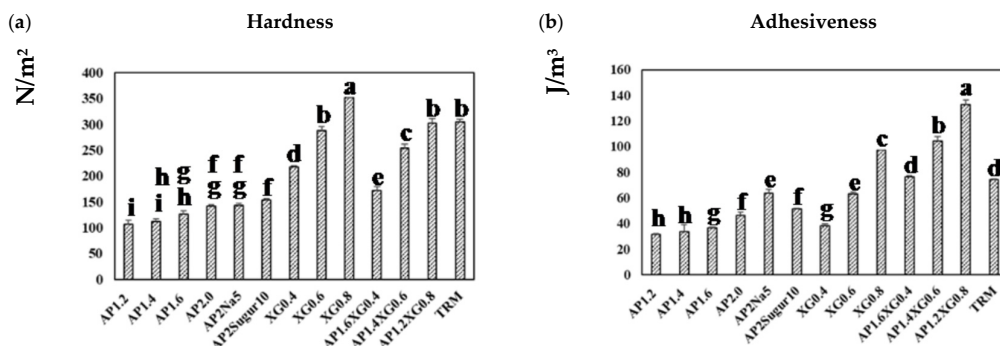 (a)
Hardness
N/m²
400
350
300
250
200
150
100
50
0
i
h
i
g
h
f
g
f
g
f
d
b
a
e
c
b
b
AP1.2
AP1.4
AP1.6
AP2.0
AP2Na5
AP2Sugur10
XG0.4
XG0.6
XG0.8
AP1.6XG0.4
AP1.4XG0.6
AP1.2XG0.8
TRM
(b)
Adhesiveness
J/m³
160
140
120
100
80
60
40
20
0
h
h
g
f
e
f
g
e
c
d
b
a
d
AP1.2
AP1.4
AP1.6
AP2.0
AP2Na5
AP2Sugur10
XG0.4
XG0.6
XG0.8
AP1.6XG0.4
AP1.4XG0.6
AP1.2XG0.8
TRM